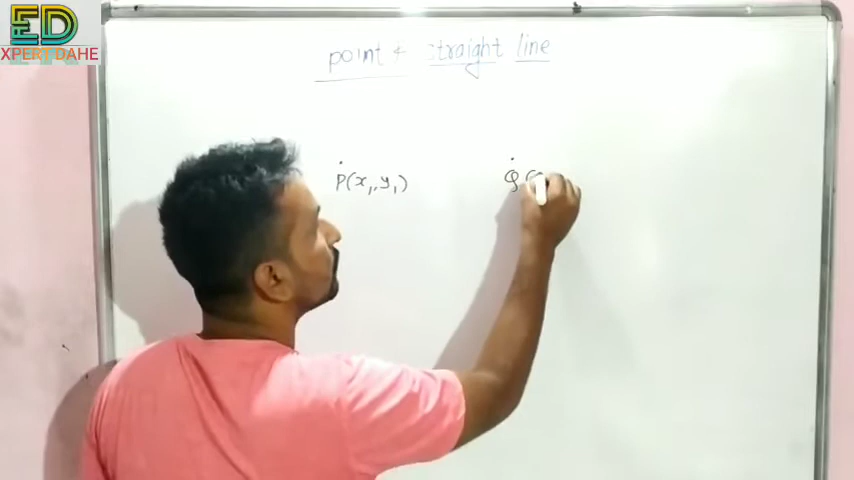 ED
XPERT DAHE
point & straight line
P(x₁, y₁) Q(